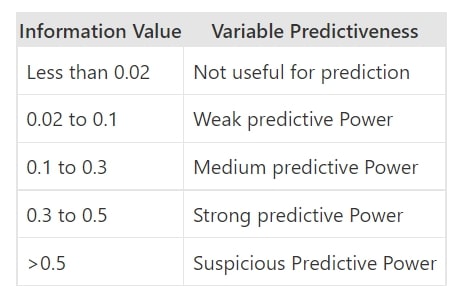 Information Value Variable Predictiveness
Less than 0.02 Not useful for prediction
0.02 to 0.1 Weak predictive Power
0.1 to 0.3 Medium predictive Power
0.3 to 0.5 Strong predictive Power
>0.5 Suspicious Predictive Power